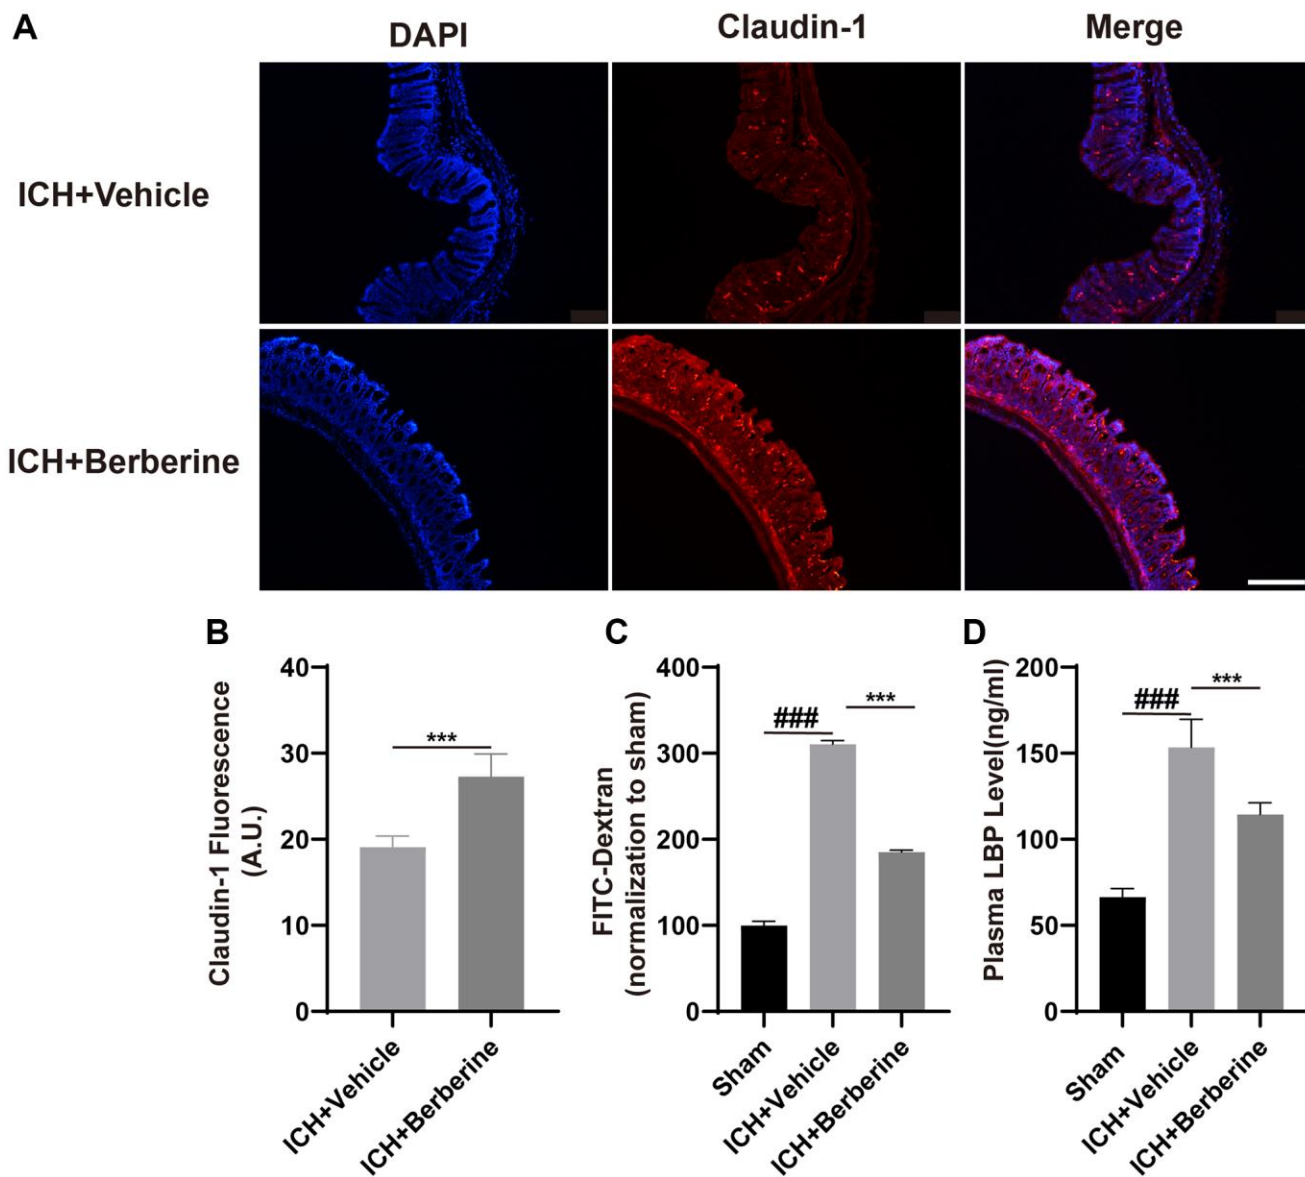 A
DAPI
Claudin-1
Merge
ICH+Vehicle
ICH+Berberine
B
Claudin-1 Fluorescence
(A.U.)
40
30
20
10
0
***
ICH+Vehicle
ICH+Berberine
C
FITC-Dextran
(normalization to sham)
400
300
200
100
0
###
***
Sham
ICH+Vehicle
ICH+Berberine
D
Plasma LBP Level(ng/ml)
200
150
100
50
0
###
***
Sham
ICH+Vehicle
ICH+Berberine